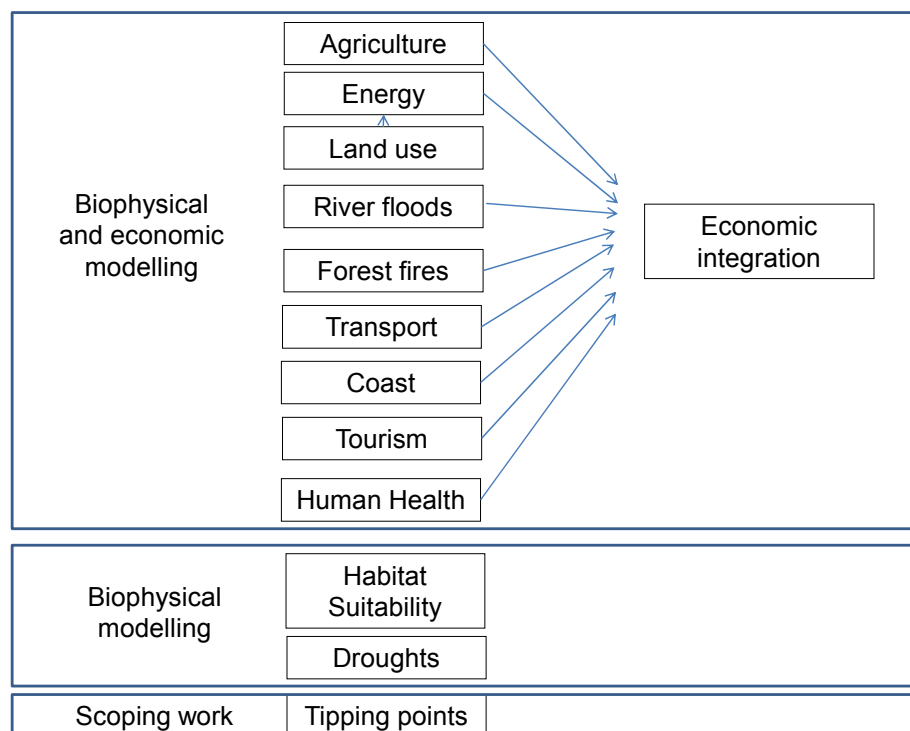 Agriculture
Energy
Land use
River floods
Forest fires
Transport
Coast
Tourism
Human Health
Biophysical
and economic
modelling
Economic
integration
Biophysical
modelling
Habitat
Suitability
Droughts
Scoping work
Tipping points